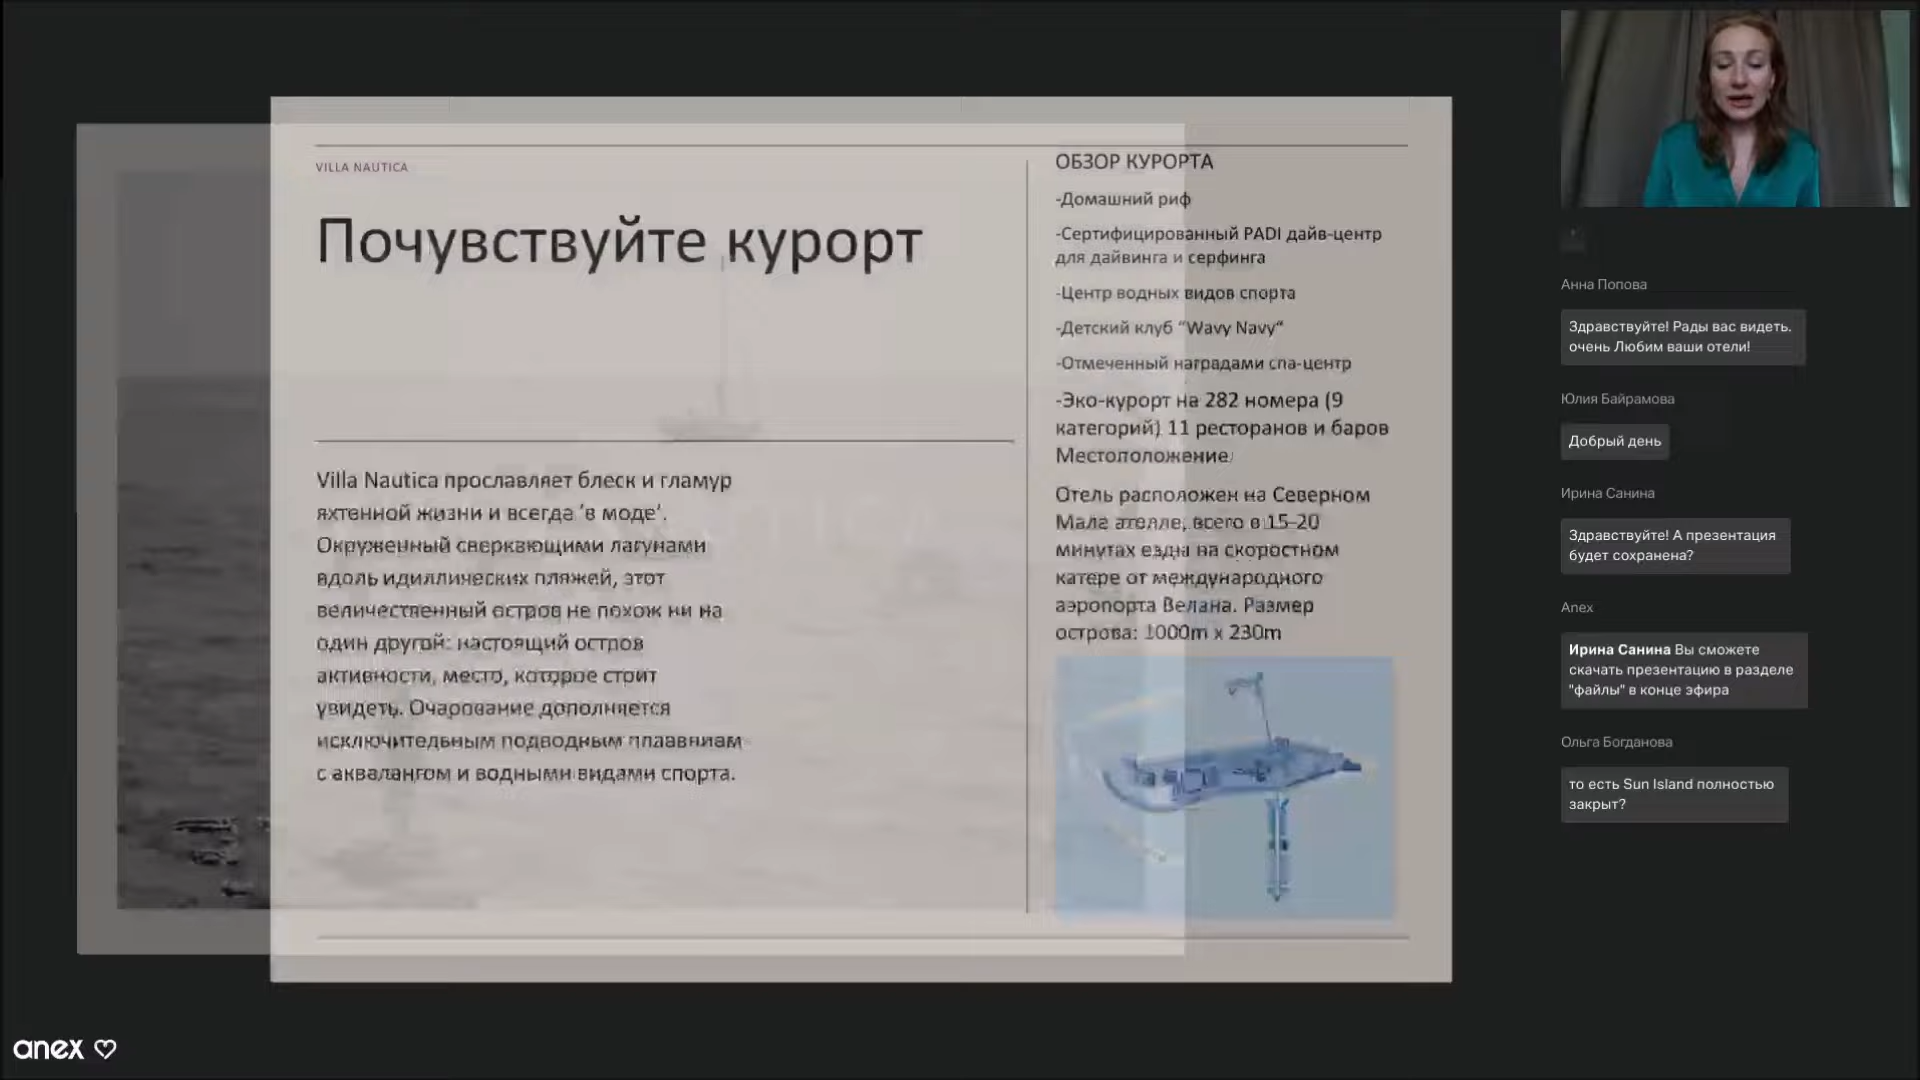 VILLA NAUTICA
Почувствуйте курорт
Villa Nautica прославляет блеск и гламур
яхтенной жизни и всегда ‘в моде’.
Окруженный сверкающими лагунами
вдоль идиллических пляжей, этот
величественный остров не похож ни на
один другой: настоящий остров
активности, место, которое стоит
увидеть. Очарование дополняется
исключительным подводным плаванием
с аквалангом и водными видами спорта.
ОБЗОР КУРОРТА
-Домашний риф
-Сертифицированный PADI дайв-центр
для дайвинга и серфинга
-Центр водных видов спорта
-Детский клуб “Wavy Navy“
-Отмеченный наградами спа-центр
-Эко-курорт на 282 номера (9
категорий) 11 ресторанов и баров
Местоположение
Отель расположен на Северном
Мале атолле, всего в 15-20
минутах езды на скоростном
катере от международного
аэропорта Велана. Размер
острова: 1000m x 230m
Анна Попова
Здравствуйте! Рады вас видеть.
очень Любим ваши отели!
Юлия Байрамова
Добрый день
Ирина Санина
Здравствуйте! А презентация
будет сохранена?
Anex
Ирина Санина Вы сможете
скачать презентацию в разделе
"файлы" в конце эфира
Ольга Богданова
то есть Sun Island полностью
закрыт?
anex